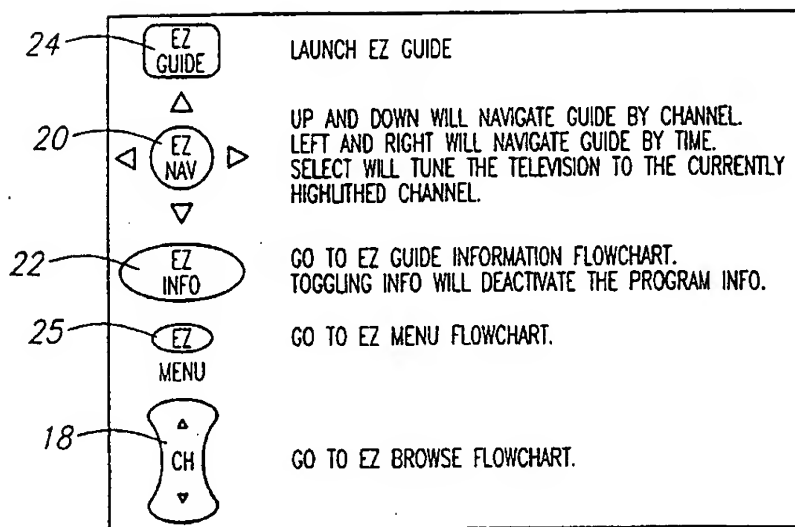 24
EZ
GUIDE
LAUNCH EZ GUIDE
20
EZ
NAV
UP AND DOWN WILL NAVIGATE GUIDE BY CHANNEL.
LEFT AND RIGHT WILL NAVIGATE GUIDE BY TIME.
SELECT WILL TUNE THE TELEVISION TO THE CURRENTLY
HIGHLITHED CHANNEL.
22
EZ
INFO
GO TO EZ GUIDE INFORMATION FLOWCHART.
TOGGLING INFO WILL DEACTIVATE THE PROGRAM INFO.
25
EZ
MENU
GO TO EZ MENU FLOWCHART.
18
CH
GO TO EZ BROWSE FLOWCHART.